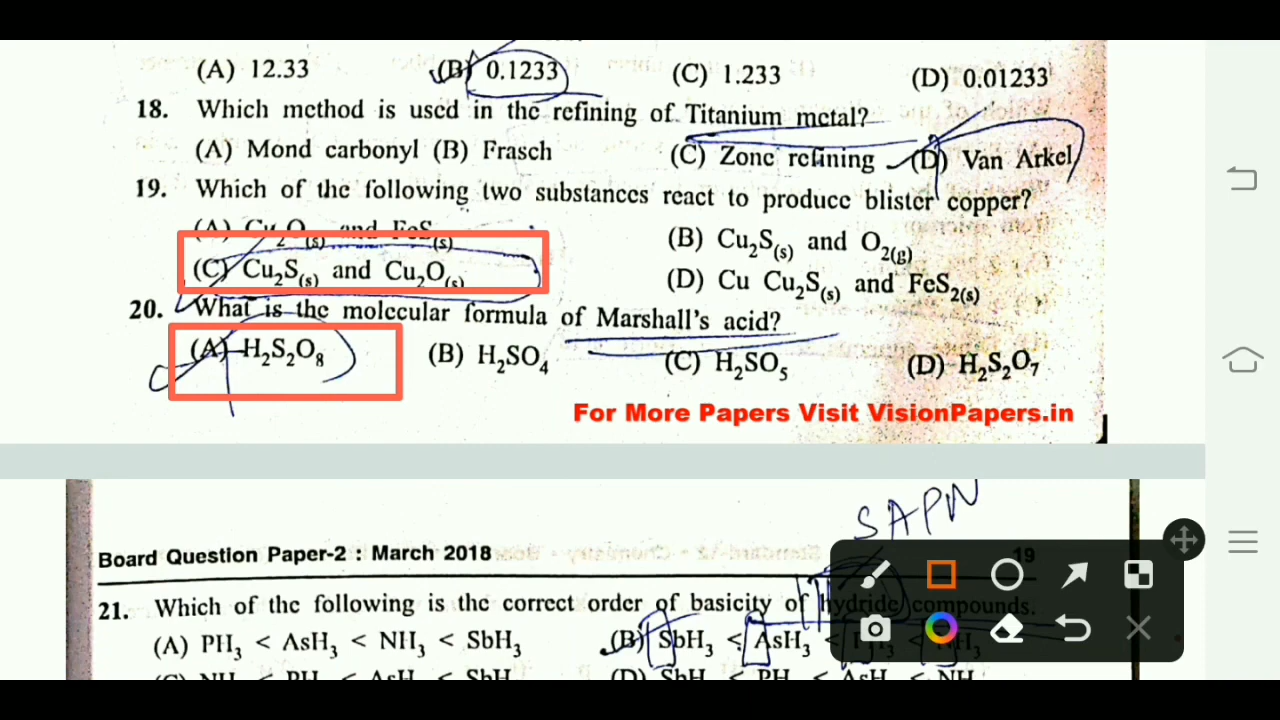 (A) 12.33 (B) 0.1233 (C) 1.233 (D) 0.01233
18. Which method is used in the refining of Titanium metal?
(A) Mond carbonyl (B) Frasch (C) Zone refining (D) Van Arkel
19. Which of the following two substances react to produce blister copper?
(A) Cu₂O(s) and FeS(s) (B) Cu₂S(s) and O₂(g)
(C) Cu₂S(s) and Cu₂O(s) (D) Cu Cu₂S(s) and FeS₂(s)
20. What is the molecular formula of Marshall's acid?
(A) H₂S₂O₈ (B) H₂SO₄ (C) H₂SO₅ (D) H₂S₂O₇
For More Papers Visit VisionPapers.in
SAPN
Board Question Paper-2 : March 2018 19
21. Which of the following is the correct order of basicity of hydride compounds.
(A) PH₃ < AsH₃ < NH₃ < SbH₃ (B) SbH₃ < AsH₃ <